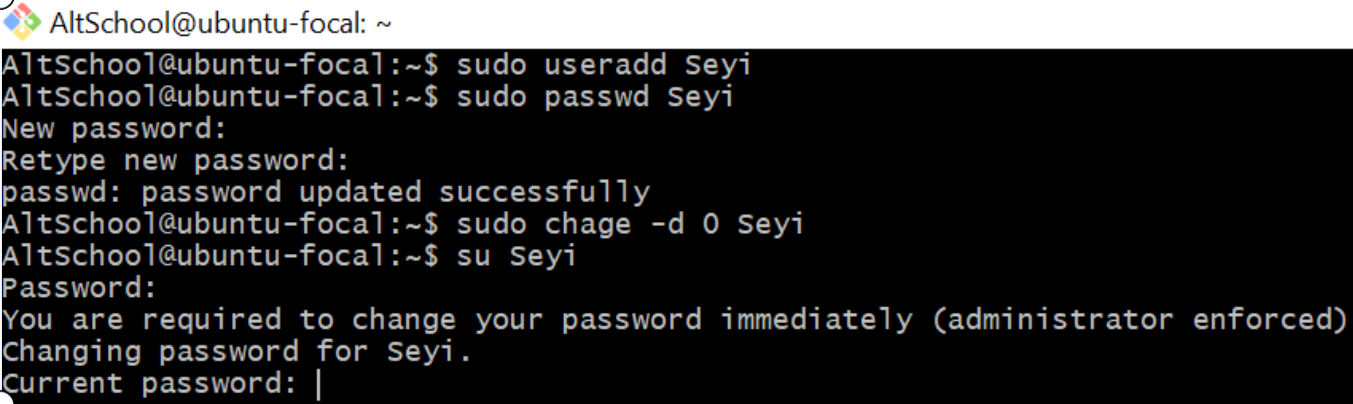 AltSchool@ubuntu-focal: ~
AltSchool@ubuntu-focal:~$ sudo useradd Seyi
AltSchool@ubuntu-focal:~$ sudo passwd Seyi
New password:
Retype new password:
passwd: password updated successfully
AltSchool@ubuntu-focal:~$ sudo chage -d 0 Seyi
AltSchool@ubuntu-focal:~$ su Seyi
Password:
You are required to change your password immediately (administrator enforced)
Changing password for Seyi.
Current password: